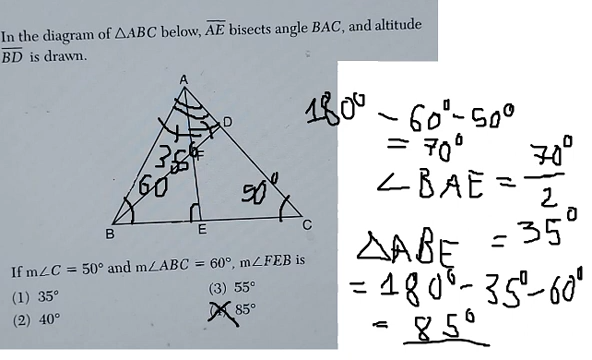 In the diagram of △ABC below, A̅E̅ bisects angle BAC, and altitude
B̅D̅ is drawn.
A
D
35°
F
60
50°
B
E
C
If m∠C = 50° and m∠ABC = 60°, m∠FEB is
(1) 35°
(3) 55°
(2) 40°
(4) 85°
180° - 60° - 50°
= 70°
∠BAE = 70°/2
= 35°
△ABE
= 180° - 35° - 60°
= 85°